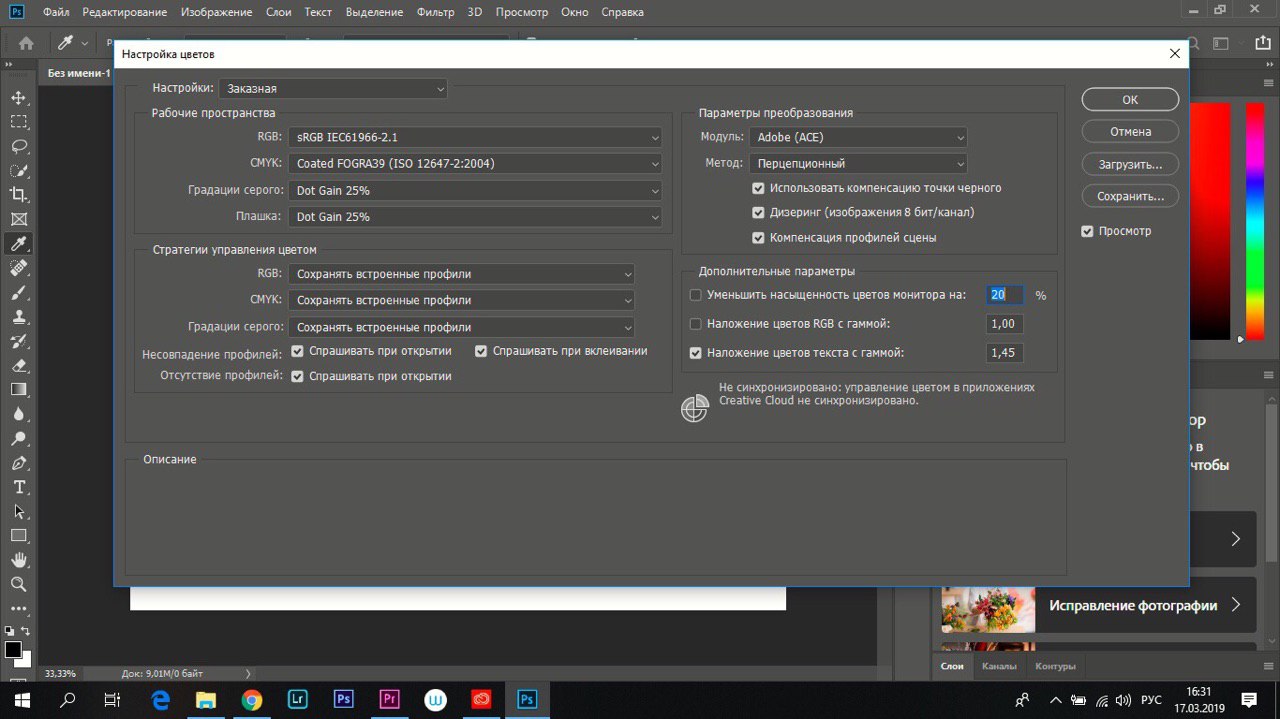 Ps Файл Редактирование Изображение Слои Текст Выделение Фильтр 3D Просмотр Окно Справка
Без имени-1
Настройка цветов
Настройки: Заказная
Рабочие пространства
RGB: sRGB IEC61966-2.1
CMYK: Coated FOGRA39 (ISO 12647-2:2004)
Градации серого: Dot Gain 25%
Плашка: Dot Gain 25%
Стратегии управления цветом
RGB: Сохранять встроенные профили
CMYK: Сохранять встроенные профили
Градации серого: Сохранять встроенные профили
Несовпадение профилей: Спрашивать при открытии Спрашивать при вклеивании
Отсутствие профилей: Спрашивать при открытии
Параметры преобразования
Модуль: Adobe (ACE)
Метод: Перцепционный
Использовать компенсацию точки черного
Дизеринг (изображения 8 бит/канал)
Компенсация профилей сцены
Дополнительные параметры
Уменьшить насыщенность цветов монитора на: 20 %
Наложение цветов RGB с гаммой: 1,00
Наложение цветов текста с гаммой: 1,45
Не синхронизировано: управление цветом в приложениях
Creative Cloud не синхронизировано.
ОК
Отмена
Загрузить...
Сохранить...
Просмотр
Описание
ор
в
чтобы
Исправление фотографии
Слои Каналы Контуры
33,33% Док: 9,01M/0 байт
Lr Ps Pr W Ps
РУС
16:31
17.03.2019